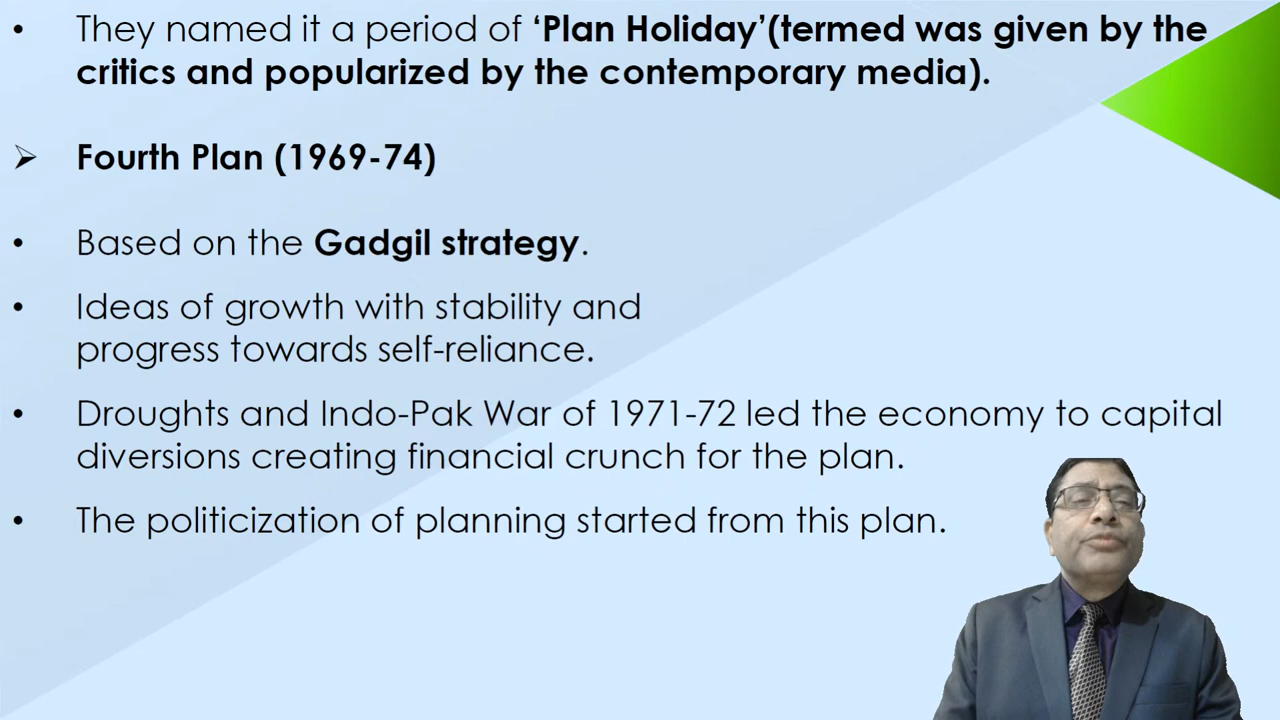 • They named it a period of ‘Plan Holiday’(termed was given by the
critics and popularized by the contemporary media).
➢ Fourth Plan (1969-74)
• Based on the Gadgil strategy.
• Ideas of growth with stability and
progress towards self-reliance.
• Droughts and Indo-Pak War of 1971-72 led the economy to capital
diversions creating financial crunch for the plan.
• The politicization of planning started from this plan.